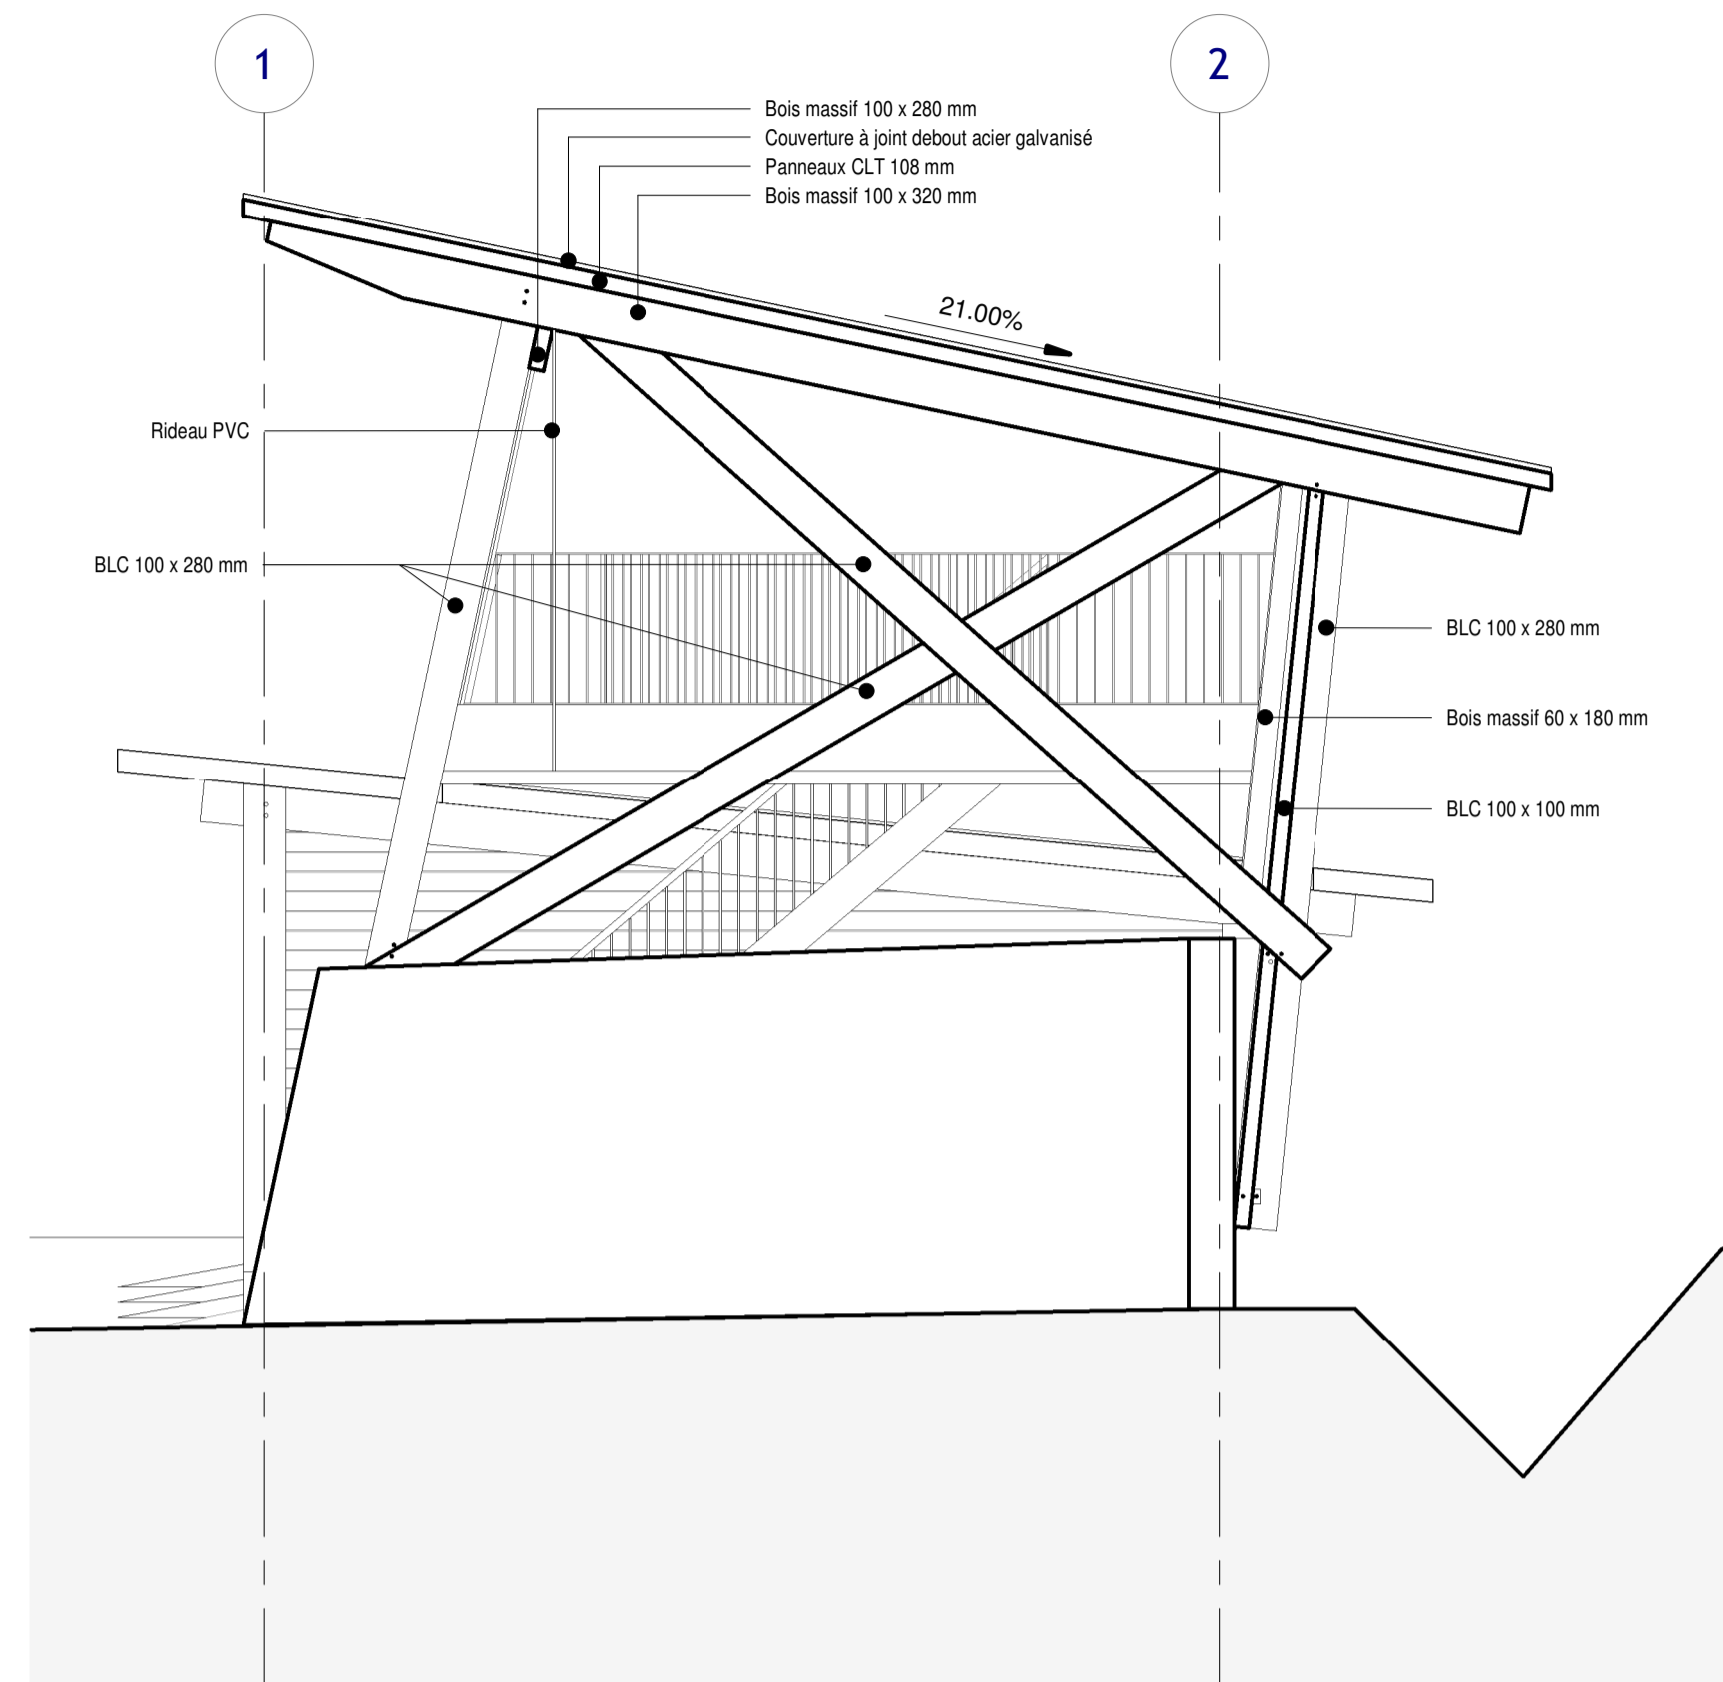 1
2
Bois massif 100 x 280 mm
Couverture à joint debout acier galvanisé
Panneaux CLT 108 mm
Bois massif 100 x 320 mm
21.00%
Rideau PVC
BLC 100 x 280 mm
BLC 100 x 280 mm
Bois massif 60 x 180 mm
BLC 100 x 100 mm